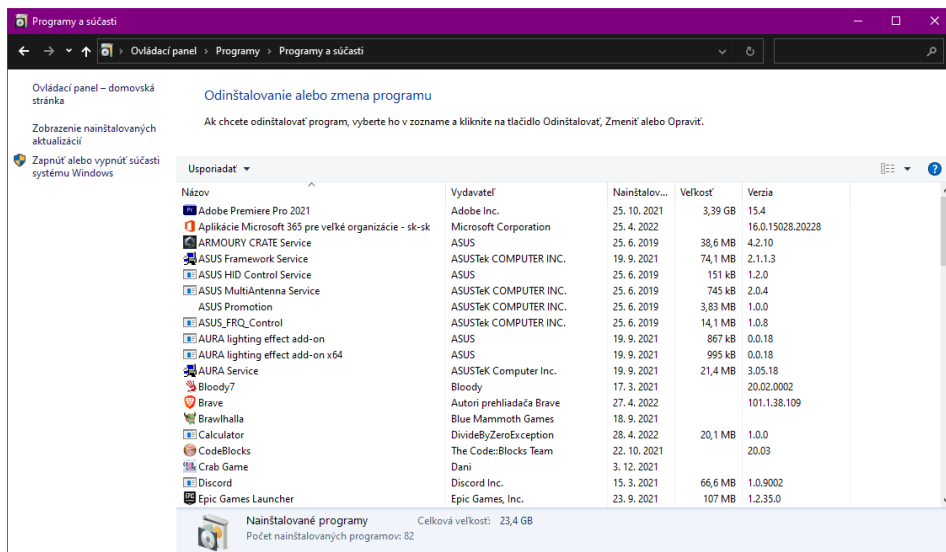 Programy a súčasti
Ovládací panel > Programy > Programy a súčasti
Ovládací panel – domovská
stránka
Zobrazenie nainštalovaných
aktualizácií
Zapnúť alebo vypnúť súčasti
systému Windows
Odinštalovanie alebo zmena programu
Ak chcete odinštalovať program, vyberte ho v zozname a kliknite na tlačidlo Odinštalovať, Zmeniť alebo Opraviť.
Usporiadať
Názov Vydavateľ Nainštalov... Veľkosť Verzia
Adobe Premiere Pro 2021 Adobe Inc. 25. 10. 2021 3,39 GB 15.4
Aplikácie Microsoft 365 pre veľké organizácie - sk-sk Microsoft Corporation 25. 4. 2022 16.0.15028.20228
ARMOURY CRATE Service ASUS 25. 6. 2019 38,6 MB 4.2.10
ASUS Framework Service ASUSTeK COMPUTER INC. 19. 9. 2021 74,1 MB 2.1.1.3
ASUS HID Control Service ASUS 25. 6. 2019 151 kB 1.2.0
ASUS MultiAntenna Service ASUSTeK COMPUTER INC. 25. 6. 2019 745 kB 2.0.4
ASUS Promotion ASUSTeK COMPUTER INC. 25. 6. 2019 3,83 MB 1.0.0
ASUS_FRQ_Control ASUSTeK COMPUTER INC. 25. 6. 2019 14,1 MB 1.0.8
AURA lighting effect add-on ASUS 19. 9. 2021 867 kB 0.0.18
AURA lighting effect add-on x64 ASUS 19. 9. 2021 995 kB 0.0.18
AURA Service ASUSTeK Computer Inc. 19. 9. 2021 21,4 MB 3.05.18
Bloody7 Bloody 17. 3. 2021 20.02.0002
Brave Autori prehliadača Brave 27. 4. 2022 101.1.38.109
Brawlhalla Blue Mammoth Games 18. 9. 2021
Calculator DivideByZeroException 28. 4. 2022 20,1 MB 1.0.0
CodeBlocks The Code::Blocks Team 22. 10. 2021 20.03
Crab Game Dani 3. 12. 2021
Discord Discord Inc. 15. 3. 2021 66,6 MB 1.0.9002
Epic Games Launcher Epic Games, Inc. 23. 9. 2021 107 MB 1.2.35.0
Nainštalované programy Celková veľkosť: 23,4 GB
Počet nainštalovaných programov: 82